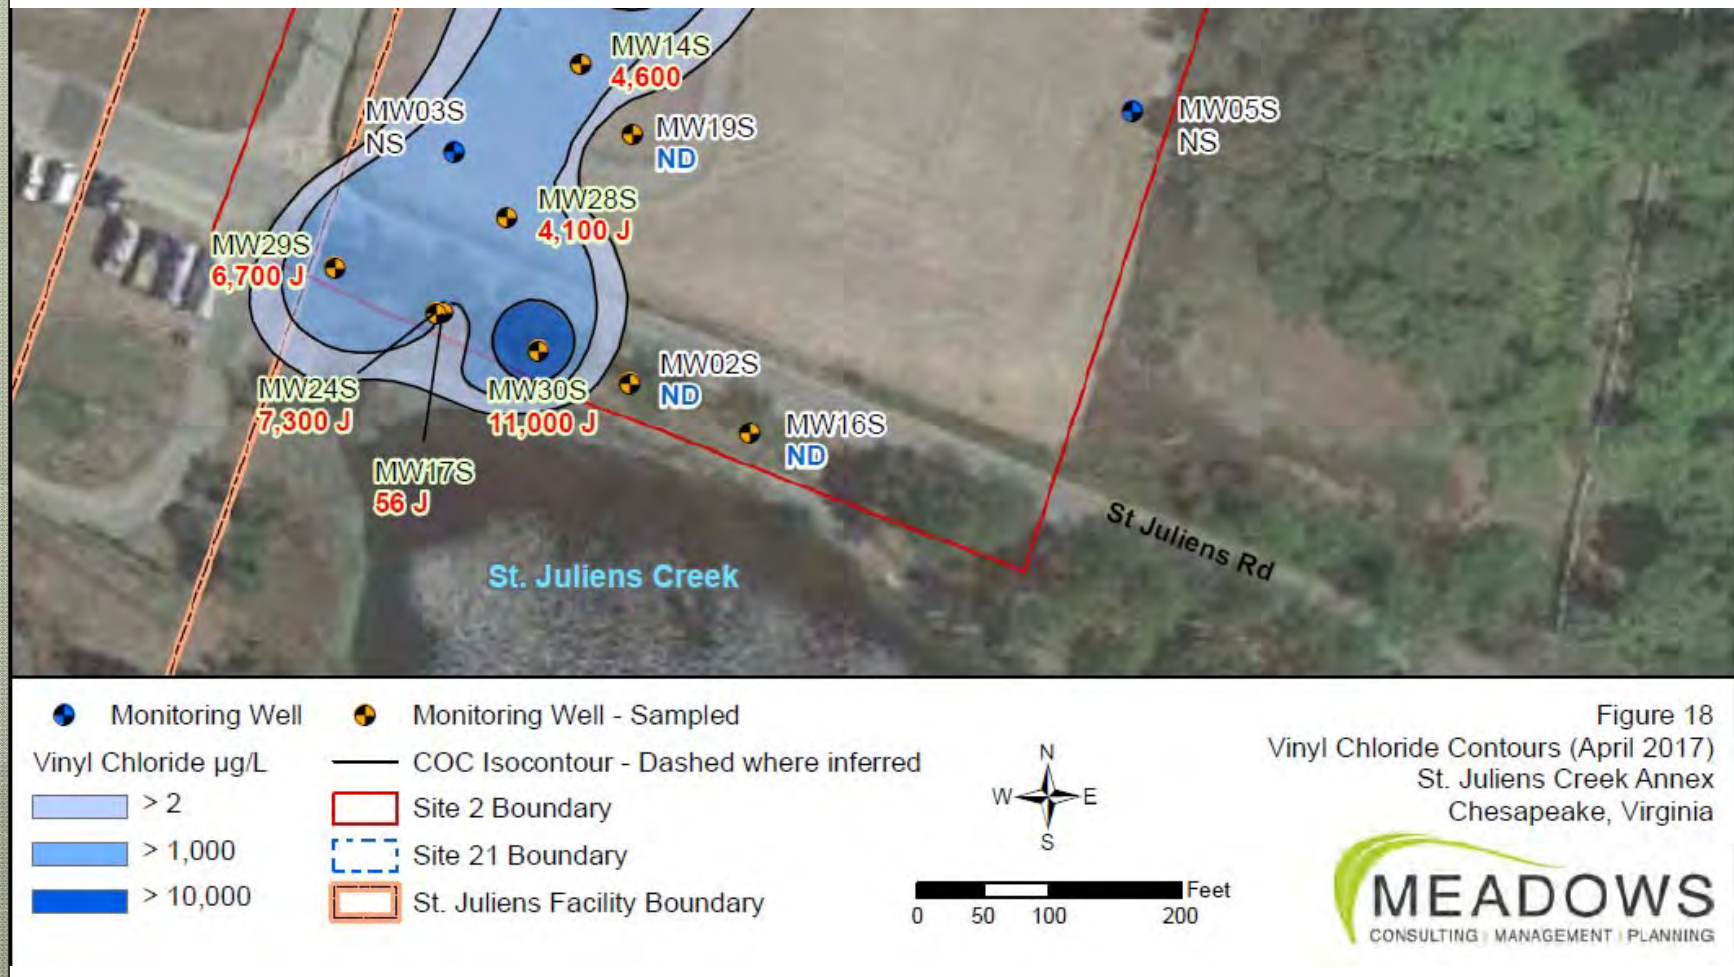 MW14S
4,600
MW03S
NS
MW19S
ND
MW05S
NS
MW28S
4,100 J
MW29S
6,700 J
MW24S
7,300 J
MW30S
11,000 J
MW02S
ND
MW16S
ND
MW17S
56 J
St Juliens Rd
St. Juliens Creek
Monitoring Well
Monitoring Well - Sampled
Vinyl Chloride µg/L
> 2
> 1,000
> 10,000
COC Isocontour - Dashed where inferred
Site 2 Boundary
Site 21 Boundary
St. Juliens Facility Boundary
N
W
E
S
Feet
0 50 100 200
Figure 18
Vinyl Chloride Contours (April 2017)
St. Juliens Creek Annex
Chesapeake, Virginia
MEADOWS
CONSULTING | MANAGEMENT | PLANNING